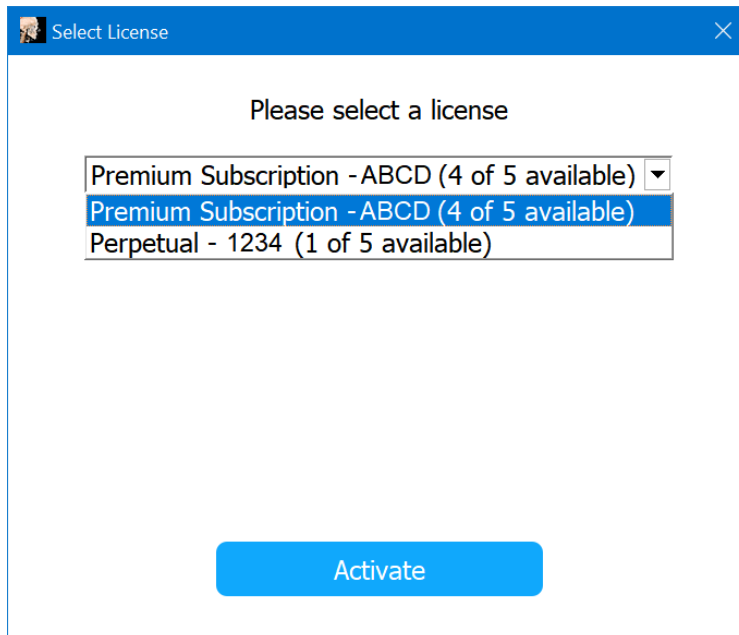 Select License
Please select a license
Premium Subscription - ABCD (4 of 5 available)
Premium Subscription - ABCD (4 of 5 available)
Perpetual - 1234 (1 of 5 available)
Activate